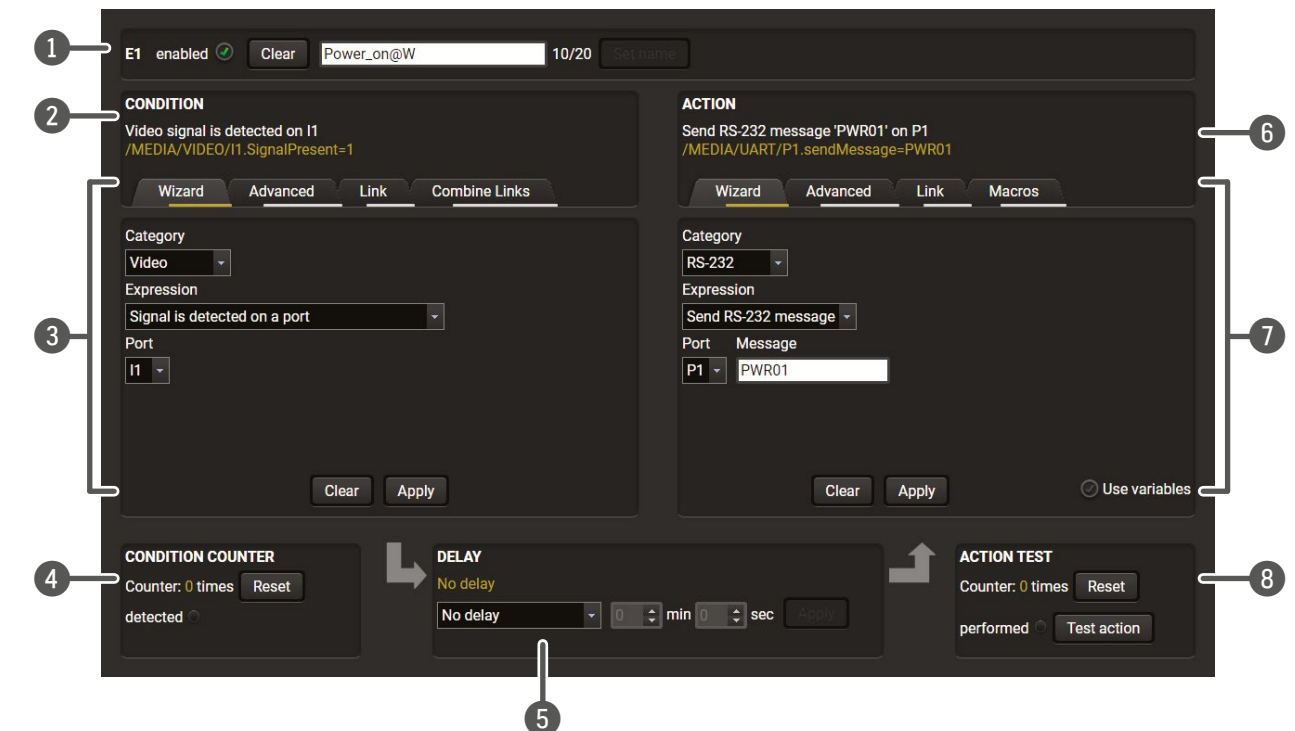 1
E1 enabled Clear Power_on@W 10/20 Set name
2
CONDITION
Video signal is detected on I1
/MEDIA/VIDEO/I1.SignalPresent=1
ACTION
Send RS-232 message 'PWR01' on P1
/MEDIA/UART/P1.sendMessage=PWR01
6
Wizard Advanced Link Combine Links
Wizard Advanced Link Macros
3
Category
Video
Expression
Signal is detected on a port
Port
I1
Clear Apply
Category
RS-232
Expression
Send RS-232 message
Port Message
P1 PWR01
Clear Apply Use variables
7
4
CONDITION COUNTER
Counter: 0 times Reset
detected
DELAY
No delay
No delay 0 min 0 sec Apply
5
ACTION TEST
Counter: 0 times Reset
performed Test action
8